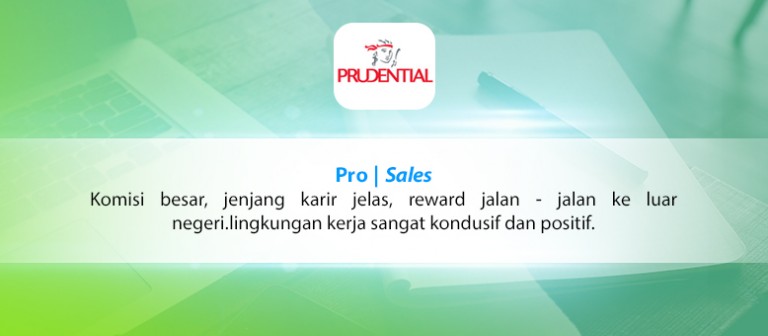 PRUDENTIAL
Pro | Sales
Komisi besar, jenjang karir jelas, reward jalan - jalan ke luar
negeri.lingkungan kerja sangat kondusif dan positif.